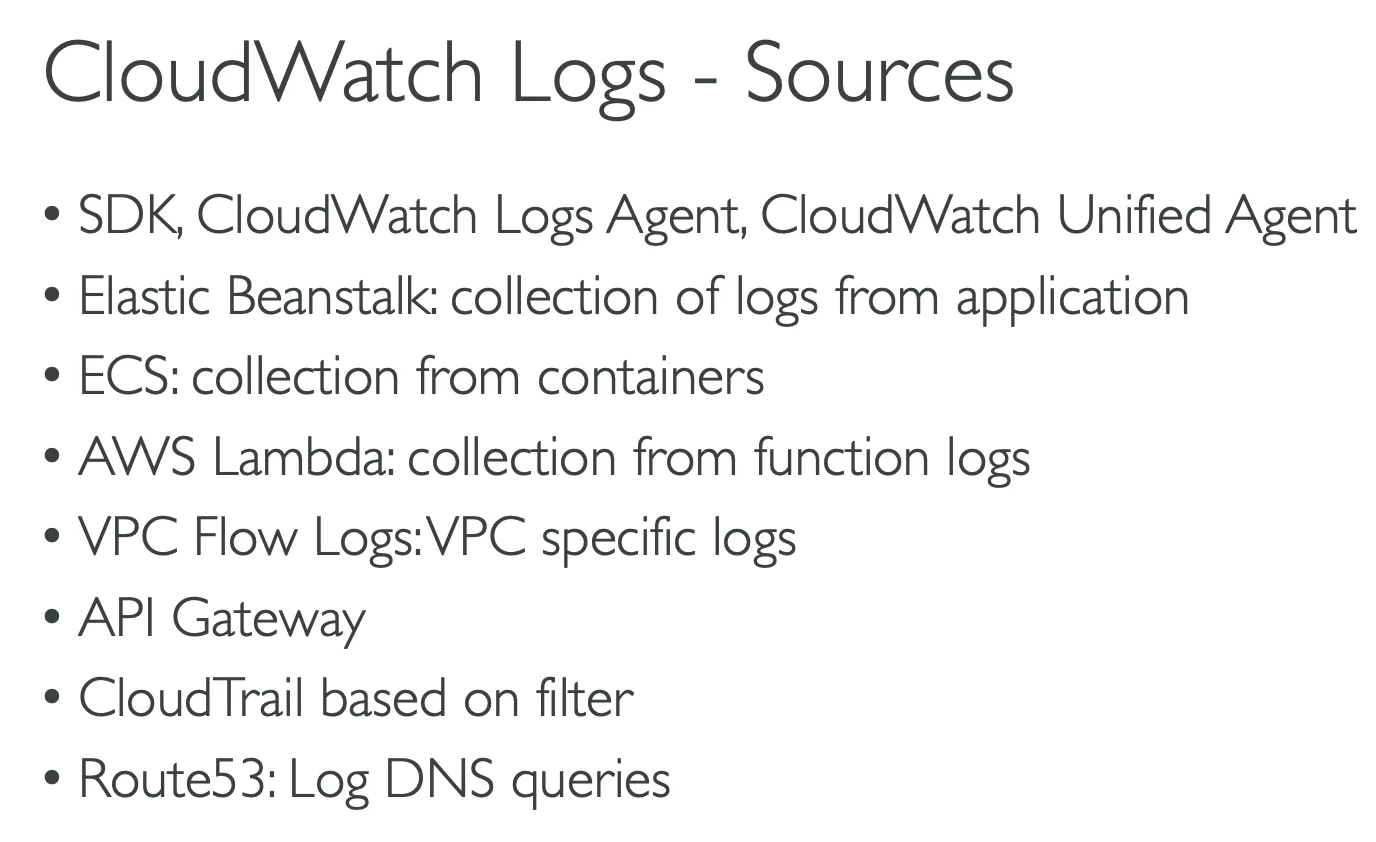 CloudWatch Logs - Sources
• SDK, CloudWatch Logs Agent, CloudWatch Unified Agent
• Elastic Beanstalk: collection of logs from application
• ECS: collection from containers
• AWS Lambda: collection from function logs
• VPC Flow Logs: VPC specific logs
• API Gateway
• CloudTrail based on filter
• Route53: Log DNS queries